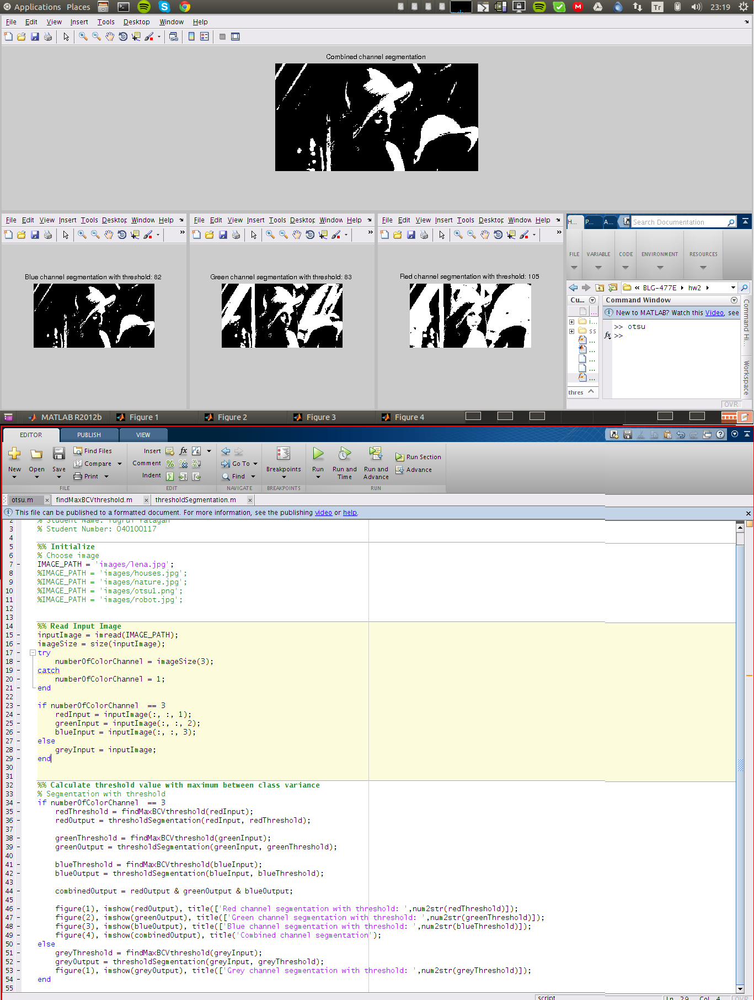 Applications Places
Tr 23:19
File Edit View Insert Tools Desktop Window Help
Combined channel segmentation
File Edit View Insert Tools Desktop Window Help
File Edit View Insert Tools Desktop Window Help
File Edit View Insert Tools Desktop Window Help
H... P... A... Search Documentation
FILE VARIABLE CODE ENVIRONMENT RESOURCES
Blue channel segmentation with threshold: 82
Green channel segmentation with threshold: 83
Red channel segmentation with threshold: 105
« BLG-477E hw2
Cu... Command Window
New to MATLAB? Watch this Video, see
>> otsu
fx >>
i...
ss
thres
Command Hi...
Workspace
OVR
MATLAB R2012b Figure 1 Figure 2 Figure 3 Figure 4
EDITOR PUBLISH VIEW
New Open Save Find Files Compare Print
Insert fx Comment Indent
Go To Find
Breakpoints
Run Run and Time Run and Advance Run Section Advance
FILE EDIT NAVIGATE BREAKPOINTS RUN
otsu.m × findMaxBCVthreshold.m × thresholdSegmentation.m ×
This file can be published to a formatted document. For more information, see the publishing video or help.
2 % Student Name: Tugrul Yatagan
3 % Student Number: 040100117
4
5 %% Initialize
6 % Choose image
7 - IMAGE_PATH = 'images/lena.jpg';
8 %IMAGE_PATH = 'images/houses.jpg';
9 %IMAGE_PATH = 'images/nature.jpg';
10 %IMAGE_PATH = 'images/otsu1.png';
11 %IMAGE_PATH = 'images/robot.jpg';
12
13
14 %% Read Input Image
15 - inputImage = imread(IMAGE_PATH);
16 - imageSize = size(inputImage);
17 - try
18 - numberOfColorChannel = imageSize(3);
19 - catch
20 - numberOfColorChannel = 1;
21 - end
22
23 - if numberOfColorChannel == 3
24 - redInput = inputImage(:, :, 1);
25 - greenInput = inputImage(:, :, 2);
26 - blueInput = inputImage(:, :, 3);
27 - else
28 - greyInput = inputImage;
29 - end
30
31
32 %% Calculate threshold value with maximum between class variance
33 % Segmentation with threshold
34 - if numberOfColorChannel == 3
35 - redThreshold = findMaxBCVthreshold(redInput);
36 - redOutput = thresholdSegmentation(redInput, redThreshold);
37
38 - greenThreshold = findMaxBCVthreshold(greenInput);
39 - greenOutput = thresholdSegmentation(greenInput, greenThreshold);
40
41 - blueThreshold = findMaxBCVthreshold(blueInput);
42 - blueOutput = thresholdSegmentation(blueInput, blueThreshold);
43
44 - combinedOutput = redOutput & greenOutput & blueOutput;
45
46 - figure(1), imshow(redOutput), title(['Red channel segmentation with threshold: ',num2str(redThreshold)]);
47 - figure(2), imshow(greenOutput), title(['Green channel segmentation with threshold: ',num2str(greenThreshold)]);
48 - figure(3), imshow(blueOutput), title(['Blue channel segmentation with threshold: ',num2str(blueThreshold)]);
49 - figure(4), imshow(combinedOutput), title('Combined channel segmentation');
50 - else
51 - greyThreshold = findMaxBCVthreshold(greyInput);
52 - greyOutput = thresholdSegmentation(greyInput, greyThreshold);
53 - figure(1), imshow(greyOutput), title(['Grey channel segmentation with threshold: ',num2str(greyThreshold)]);
54 - end
55
script Ln 29 Col 4 OVR